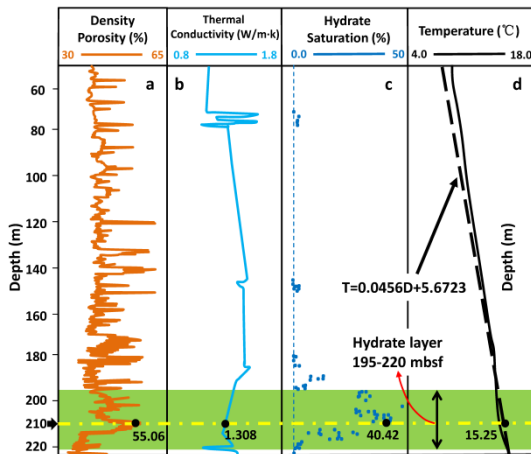 Density
Porosity (%)
30 65
Thermal
Conductivity (W/m·k)
0.8 1.8
Hydrate
Saturation (%)
0.0 50
Temperature (℃)
4.0 18.0
a
b
c
d
Depth (m)
60
80
100
120
140
160
180
200
210
220
Depth (m)
T=0.0456D+5.6723
Hydrate layer
195-220 mbsf
55.06
1.308
40.42
15.25